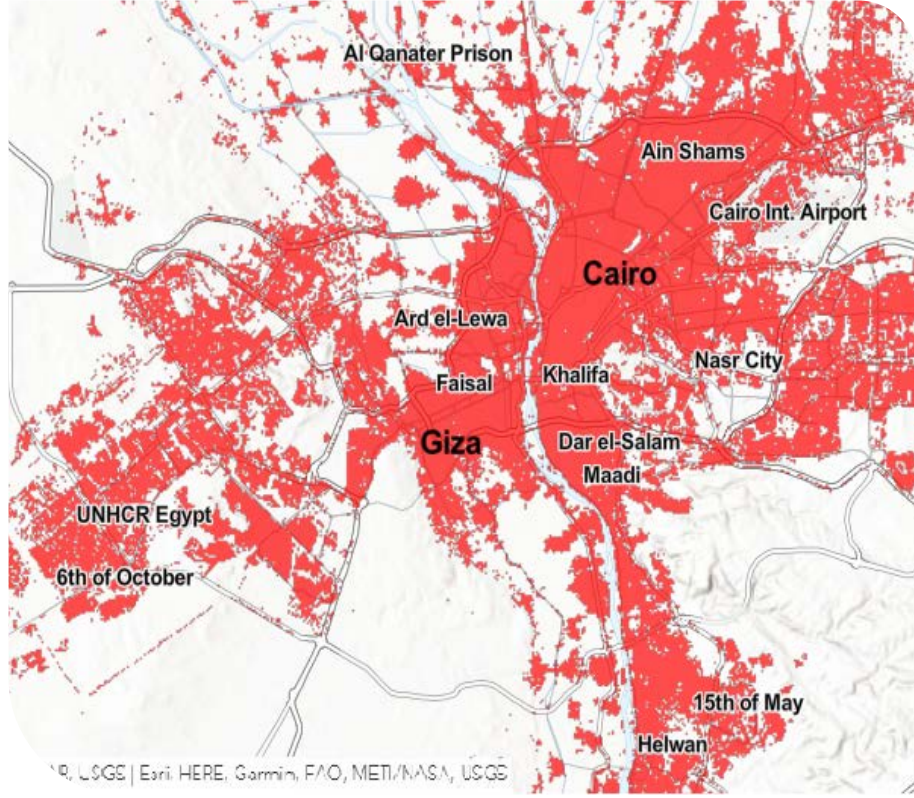 Al Qanater Prison
Ain Shams
Cairo Int. Airport
Cairo
Ard el-Lewa
Nasr City
Khalifa
Faisal
Giza
Dar el-Salam
Maadi
UNHCR Egypt
6th of October
15th of May
Helwan
USGS | Esri, HERE, Garmin, FAO, METI/NASA, USGS